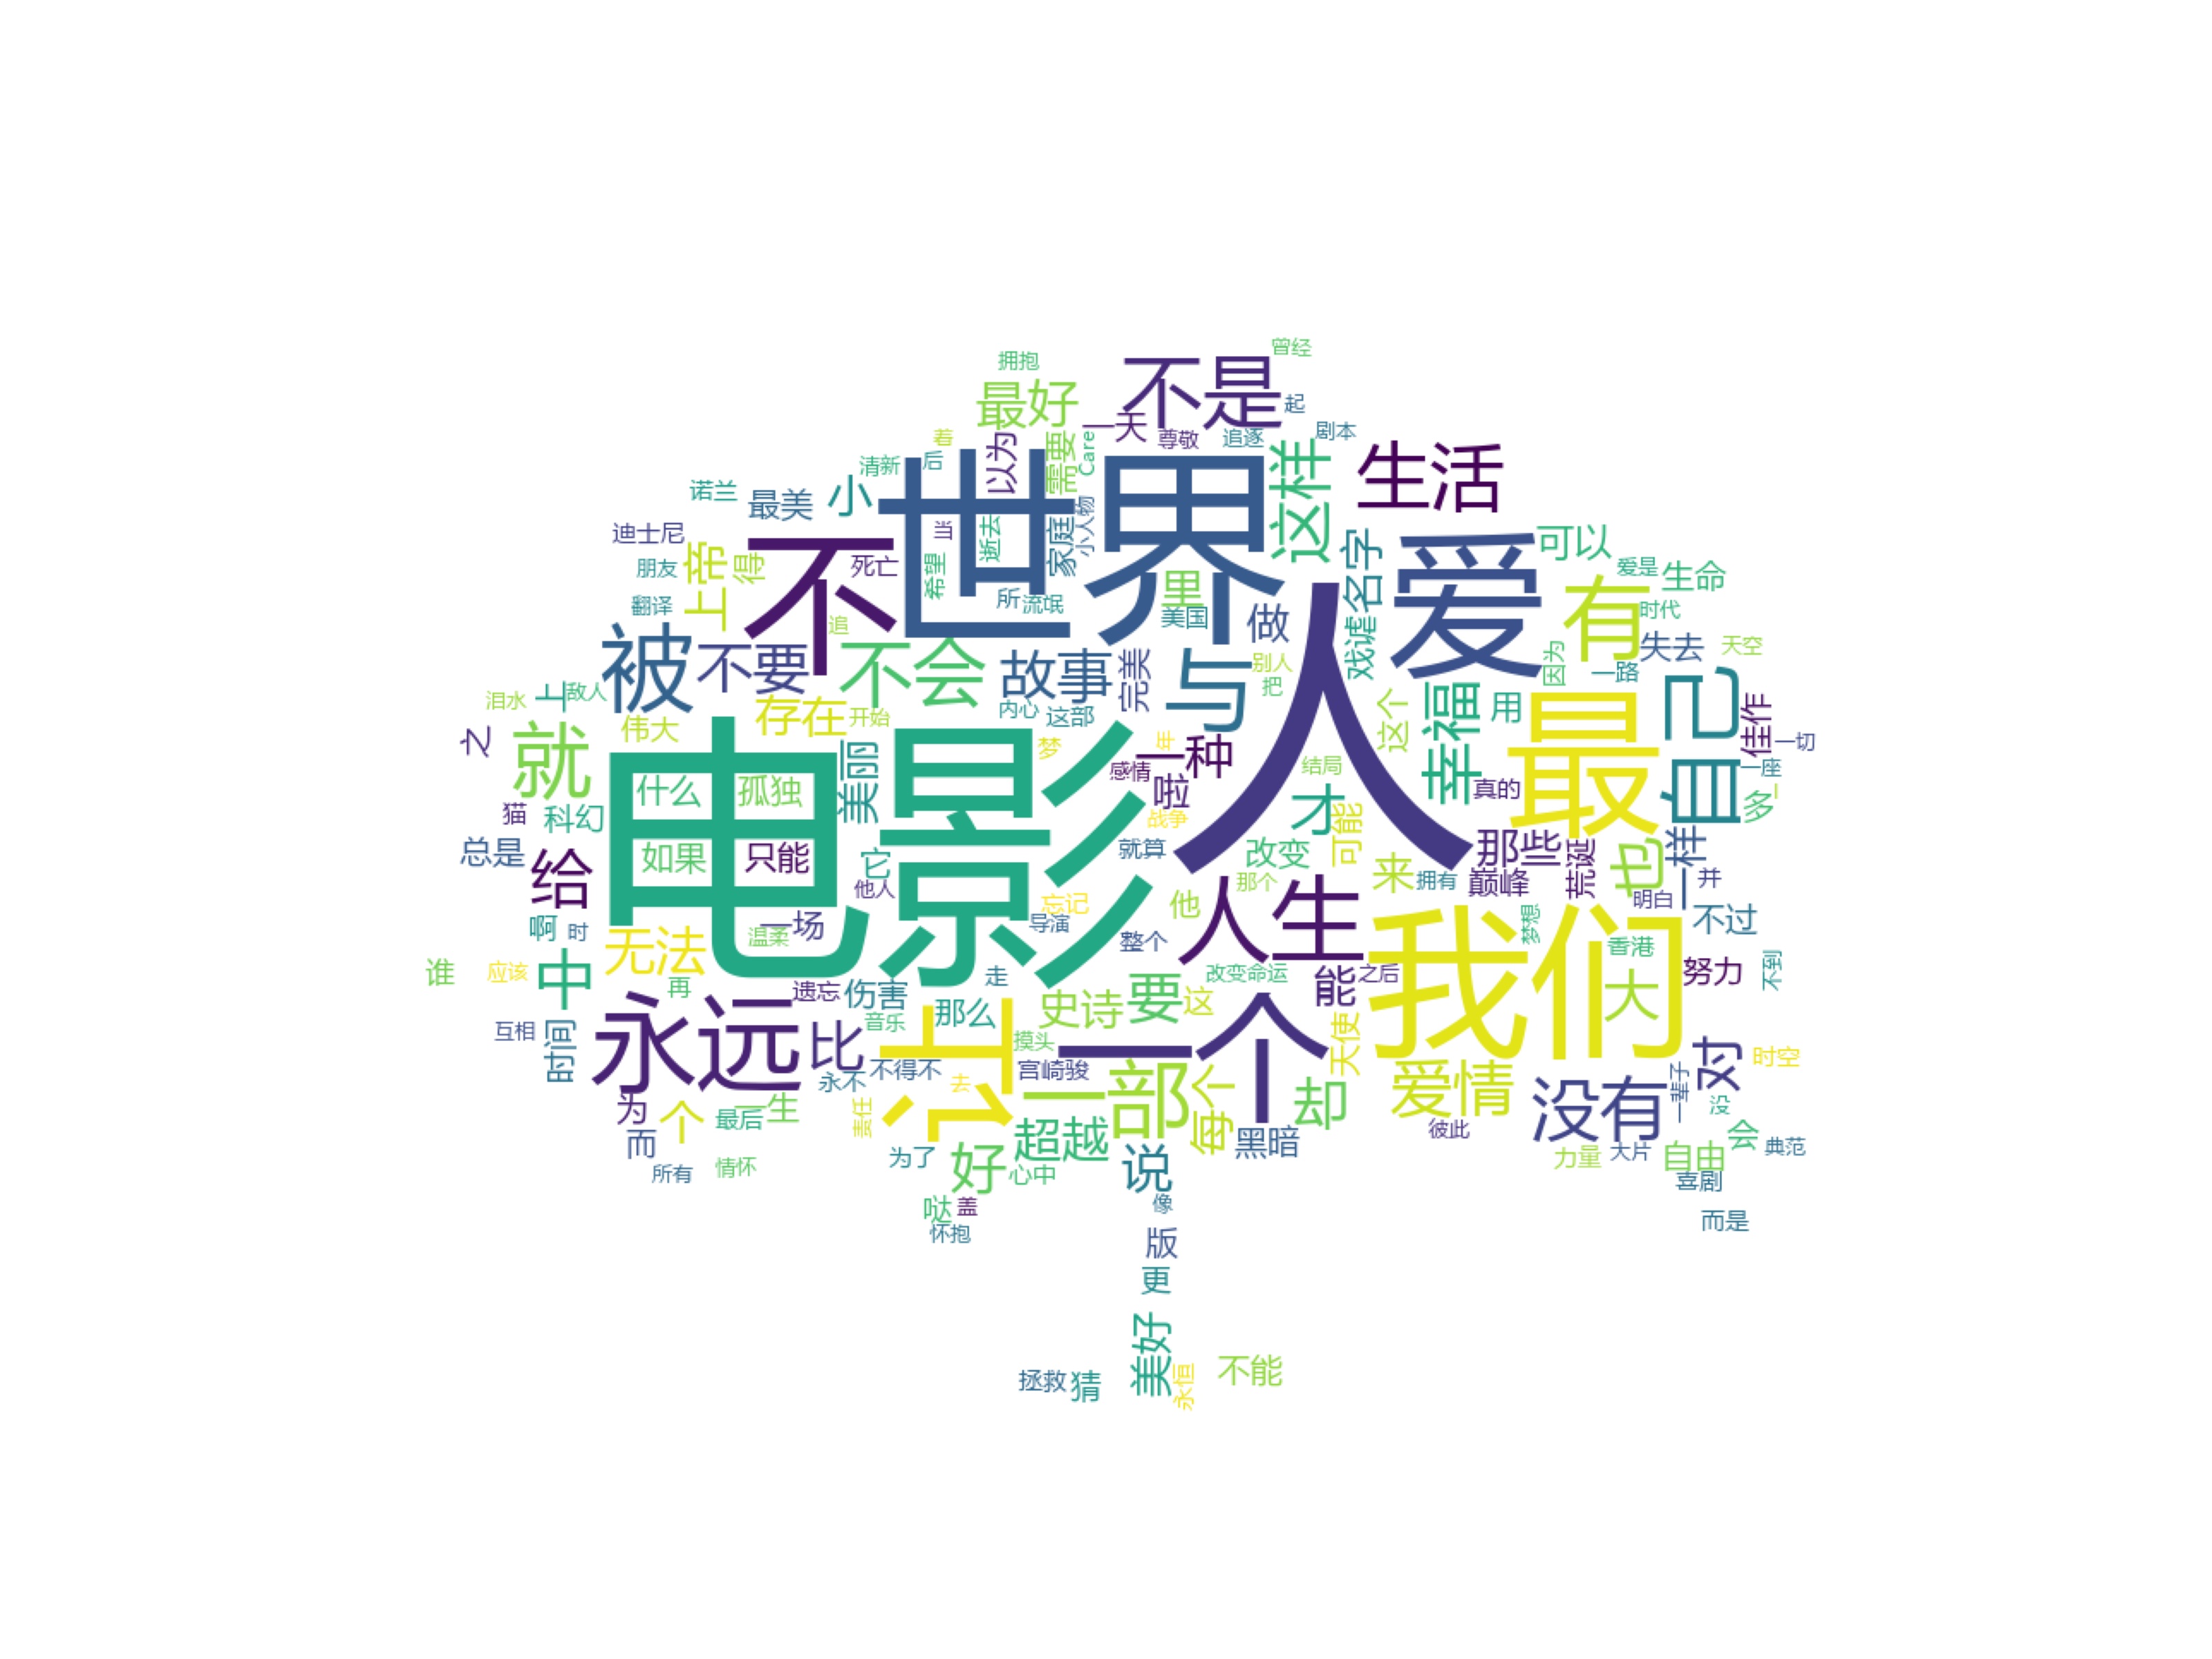 曾经
拥抱
不是
最好
起
一天
尊敬
追逐
剧本
着
以为
需要
Care
这样
生活
清新
后
诺兰
最美
小
世界
小人物
迪士尼
当
逝去
家庭
名字
可以
不
爱
朋友
上帝
得
死亡
希望
里
爱是
生命
有
翻译
所
流氓
美国
做
时代
追
戏谑
人
被
不要
不会
故事
完美
与
别人
把
因为
失去
天空
一路
自己
泪水
上
敌人
内心
这部
幸福
用
最
伟大
存在
开始
这个
佳作
之
就
电影
美丽
梦
年
一种
一切
感情
结局
一座
什么
孤独
啦
真的
多
猫
科幻
战争
才
可能
总是
如果
只能
它
就算
改变
那些
荒诞
也
一样
给
他人
那个
来
拥有
巅峰
并
人生
忘记
他
我们
明白
不过
啊
时
一场
温柔
导演
整个
梦想
香港
无法
谁
应该
中
再
走
改变命运
能
之后
大
努力
不到
遗忘
伤害
永远
比
史诗
要
这
那么
音乐
让
一个
天使
互相
时间
摸头
宫崎骏
对
时空
永不
不得不
去
一部
每个
却
爱情
没有
一辈子
没
为
个
最后
一生
责任
超越
彼此
而
黑暗
会
典范
为了
好
心中
说
力量
大片
自由
所有
情怀
喜剧
哒
盖
像
而是
怀抱
版
更
美好
不能
拯救
猜
永恒